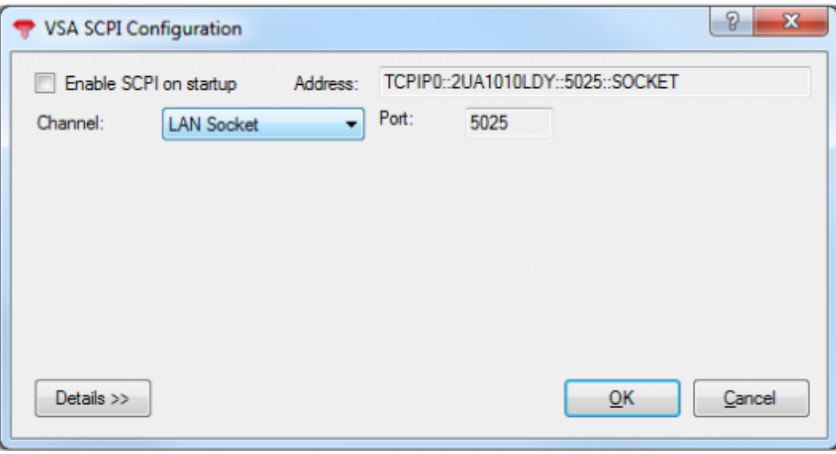 VSA SCPI Configuration
Enable SCPI on startup Address: TCPIP0::2UA1010LDY::5025::SOCKET
Channel: LAN Socket Port: 5025
Details >> OK Cancel